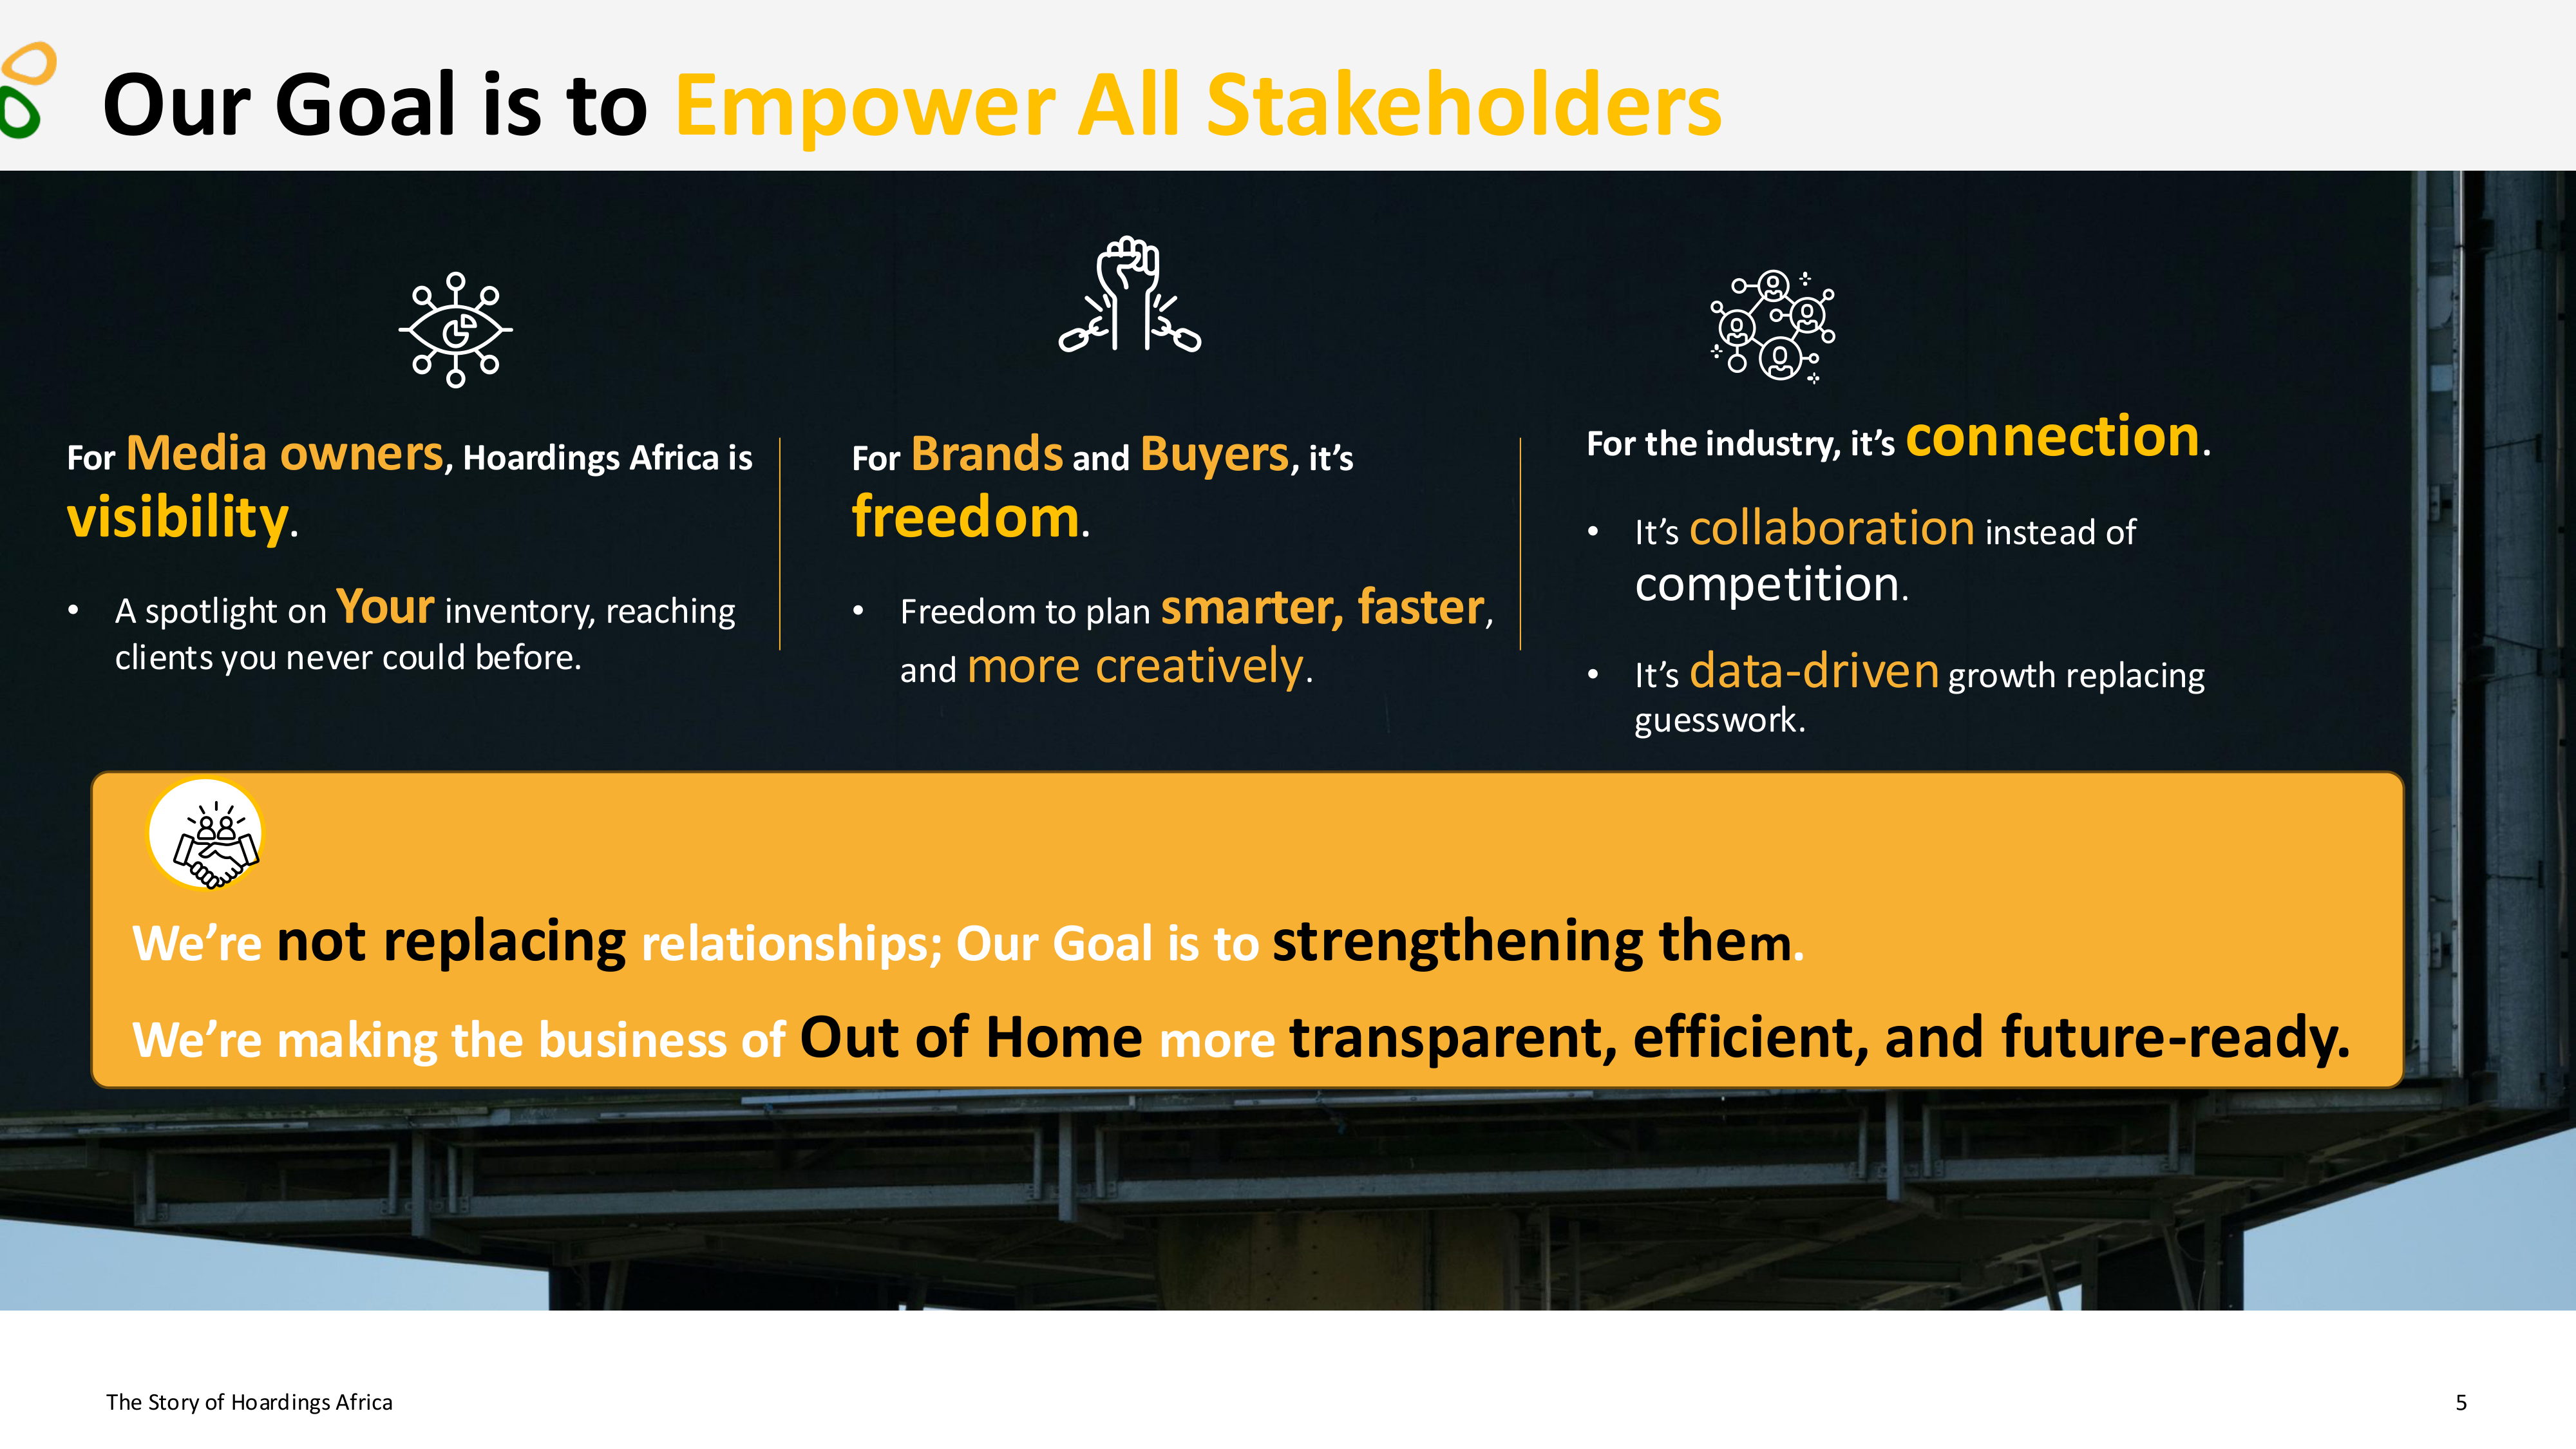 Our Goal is to Empower All Stakeholders
For Media owners, Hoardings Africa is
visibility.
• A spotlight on Your inventory, reaching
clients you never could before.
For Brands and Buyers, it’s
freedom.
• Freedom to plan smarter, faster,
and more creatively.
For the industry, it’s connection.
• It’s collaboration instead of
competition.
• It’s data-driven growth replacing
guesswork.
We’re not replacing relationships; Our Goal is to strengthening them.
We’re making the business of Out of Home more transparent, efficient, and future-ready.
The Story of Hoardings Africa
5